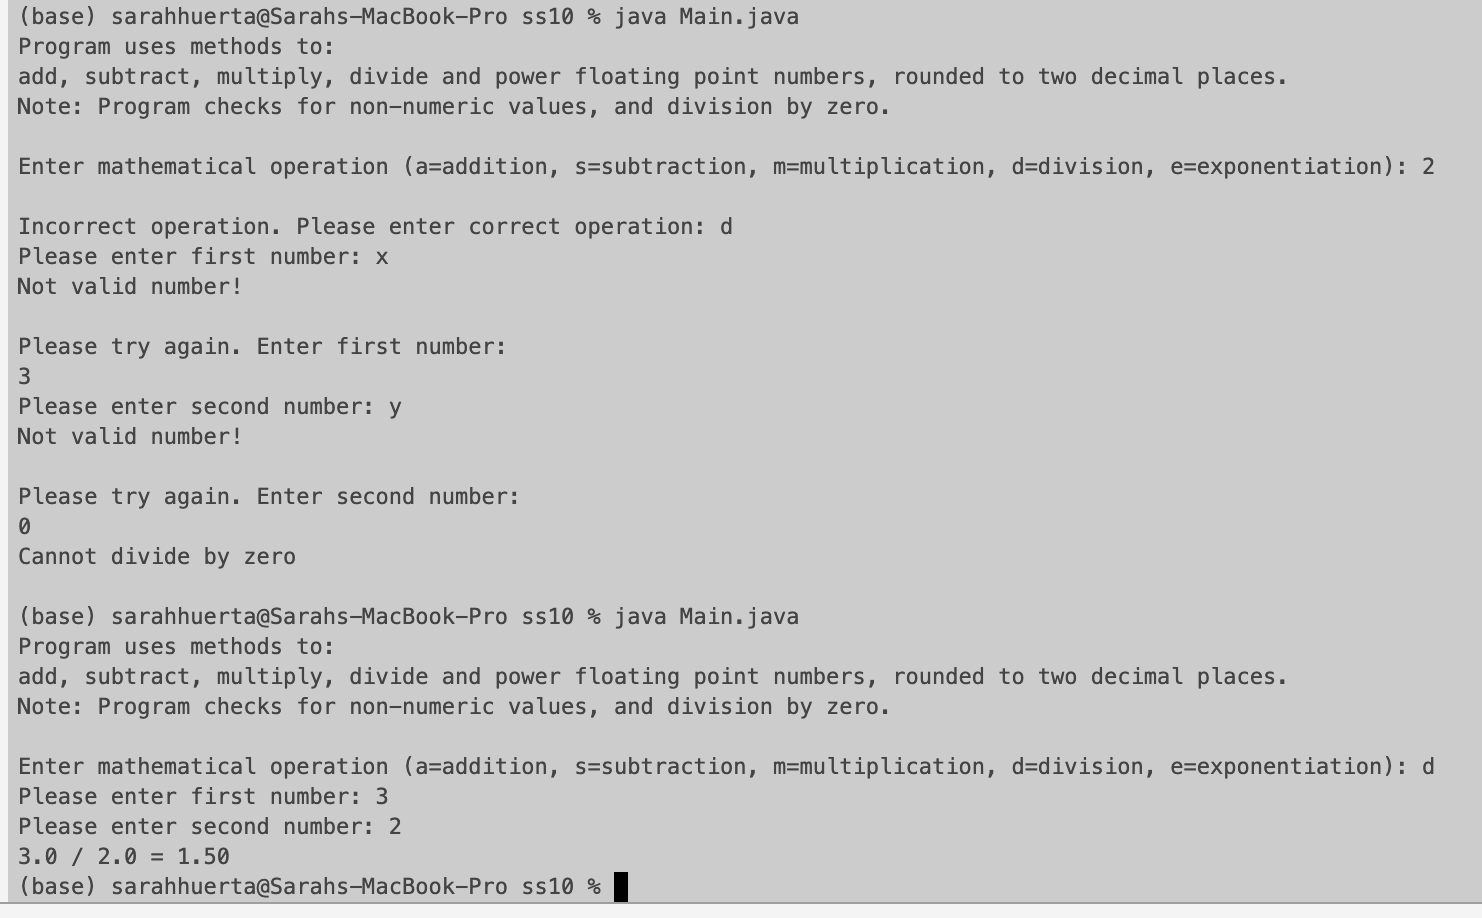 (base) sarahhuerta@Sarahs-MacBook-Pro ss10 % java Main.java
Program uses methods to:
add, subtract, multiply, divide and power floating point numbers, rounded to two decimal places.
Note: Program checks for non-numeric values, and division by zero.
Enter mathematical operation (a=addition, s=subtraction, m=multiplication, d=division, e=exponentiation): 2
Incorrect operation. Please enter correct operation: d
Please enter first number: x
Not valid number!
Please try again. Enter first number:
3
Please enter second number: y
Not valid number!
Please try again. Enter second number:
0
Cannot divide by zero
(base) sarahhuerta@Sarahs-MacBook-Pro ss10 % java Main.java
Program uses methods to:
add, subtract, multiply, divide and power floating point numbers, rounded to two decimal places.
Note: Program checks for non-numeric values, and division by zero.
Enter mathematical operation (a=addition, s=subtraction, m=multiplication, d=division, e=exponentiation): d
Please enter first number: 3
Please enter second number: 2
3.0 / 2.0 = 1.50
(base) sarahhuerta@Sarahs-MacBook-Pro ss10 %